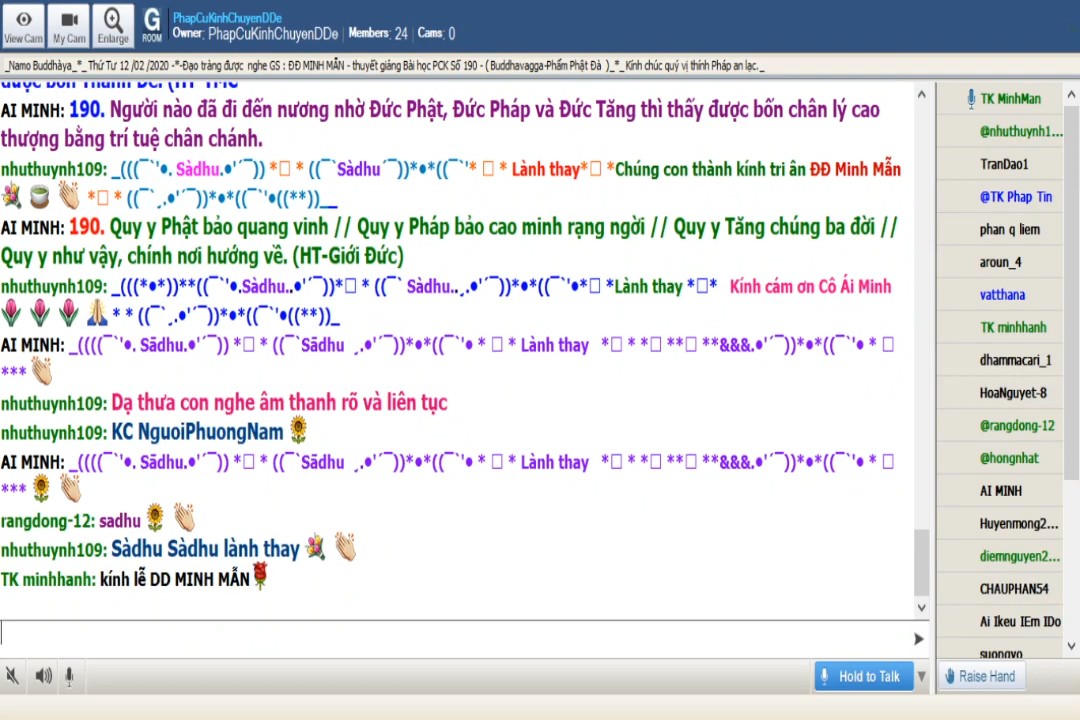 View Cam My Cam Enlarge G ROOM
PhapCuKinhChuyenDDe
Owner: PhapCuKinhChuyenDDe Members: 24 Cams: 0
_Namo Buddhàya_*_ Thứ Tư 12 /02 /2020 -*-Đạo tràng được nghe GS : ĐĐ MINH MẪN - thuyết giảng Bài học PCK Số 190 - ( Buddhavagga-Phẩm Phật Đà )_*_Kính chúc quý vị thính Pháp an lạc._
AI MINH: 190. Người nào đã đi đến nương nhờ Đức Phật, Đức Pháp và Đức Tăng thì thấy được bốn chân lý cao
thượng bằng trí tuệ chân chánh.
nhuthuynh109: _(((¯`'•. Sàdhu.•'´¯)) *□ * ((¯`Sàdhu´¯))*•*((¯`'* □ * Lành thay*□ *Chúng con thành kính tri ân ĐĐ Minh Mẫn
💐 🍵 👏 *□ * ((¯`¸.•'´¯))*•*((¯`'•((**))__
AI MINH: 190. Quy y Phật bảo quang vinh // Quy y Pháp bảo cao minh rạng ngời // Quy y Tăng chúng ba đời //
Quy y như vậy, chính nơi hướng về. (HT-Giới Đức)
nhuthuynh109: _(((*•*))**((¯`'•.Sàdhu..•'´¯))*□ * ((¯` Sàdhu..¸.•'´¯))*•*((¯`'•*□ *Lành thay *□* Kính cám ơn Cô Ái Minh
🌷 🌷 🌷 🙏 * * ((¯`¸.•'´¯))*•*((¯`'•((**))_
AI MINH: _((((¯`'•. Sādhu.•'´¯)) *□ * ((¯`Sādhu ¸.•'´¯))*•*((¯`'• * □ * Lành thay *□ * *□ **□ **&&&.•'´¯))*•*((¯`'• * □
*** 👏
nhuthuynh109: Dạ thưa con nghe âm thanh rõ và liên tục
nhuthuynh109: KC NguoiPhuongNam 🌻
AI MINH: _((((¯`'•. Sādhu.•'´¯)) *□ * ((¯`Sādhu ¸.•'´¯))*•*((¯`'• * □ * Lành thay *□ * *□ **□ **&&&.•'´¯))*•*((¯`'• * □
*** 🌻 👏
rangdong-12: sadhu 🌻 👏
nhuthuynh109: Sàdhu Sàdhu lành thay 💐 👏
TK minhhanh: kính lễ DD MINH MẪN🌹
Hold to Talk
TK MinhMan
@nhuthuynh1...
TranDao1
@TK Phap Tin
phan q liem
aroun_4
vatthana
TK minhhanh
dhammacari_1
HoaNguyet-8
@rangdong-12
@hongnhat
AI MINH
Huyenmong2...
diemnguyen2...
CHAUPHAN54
Ai Ikeu IEm IDo
suongvo
Raise Hand